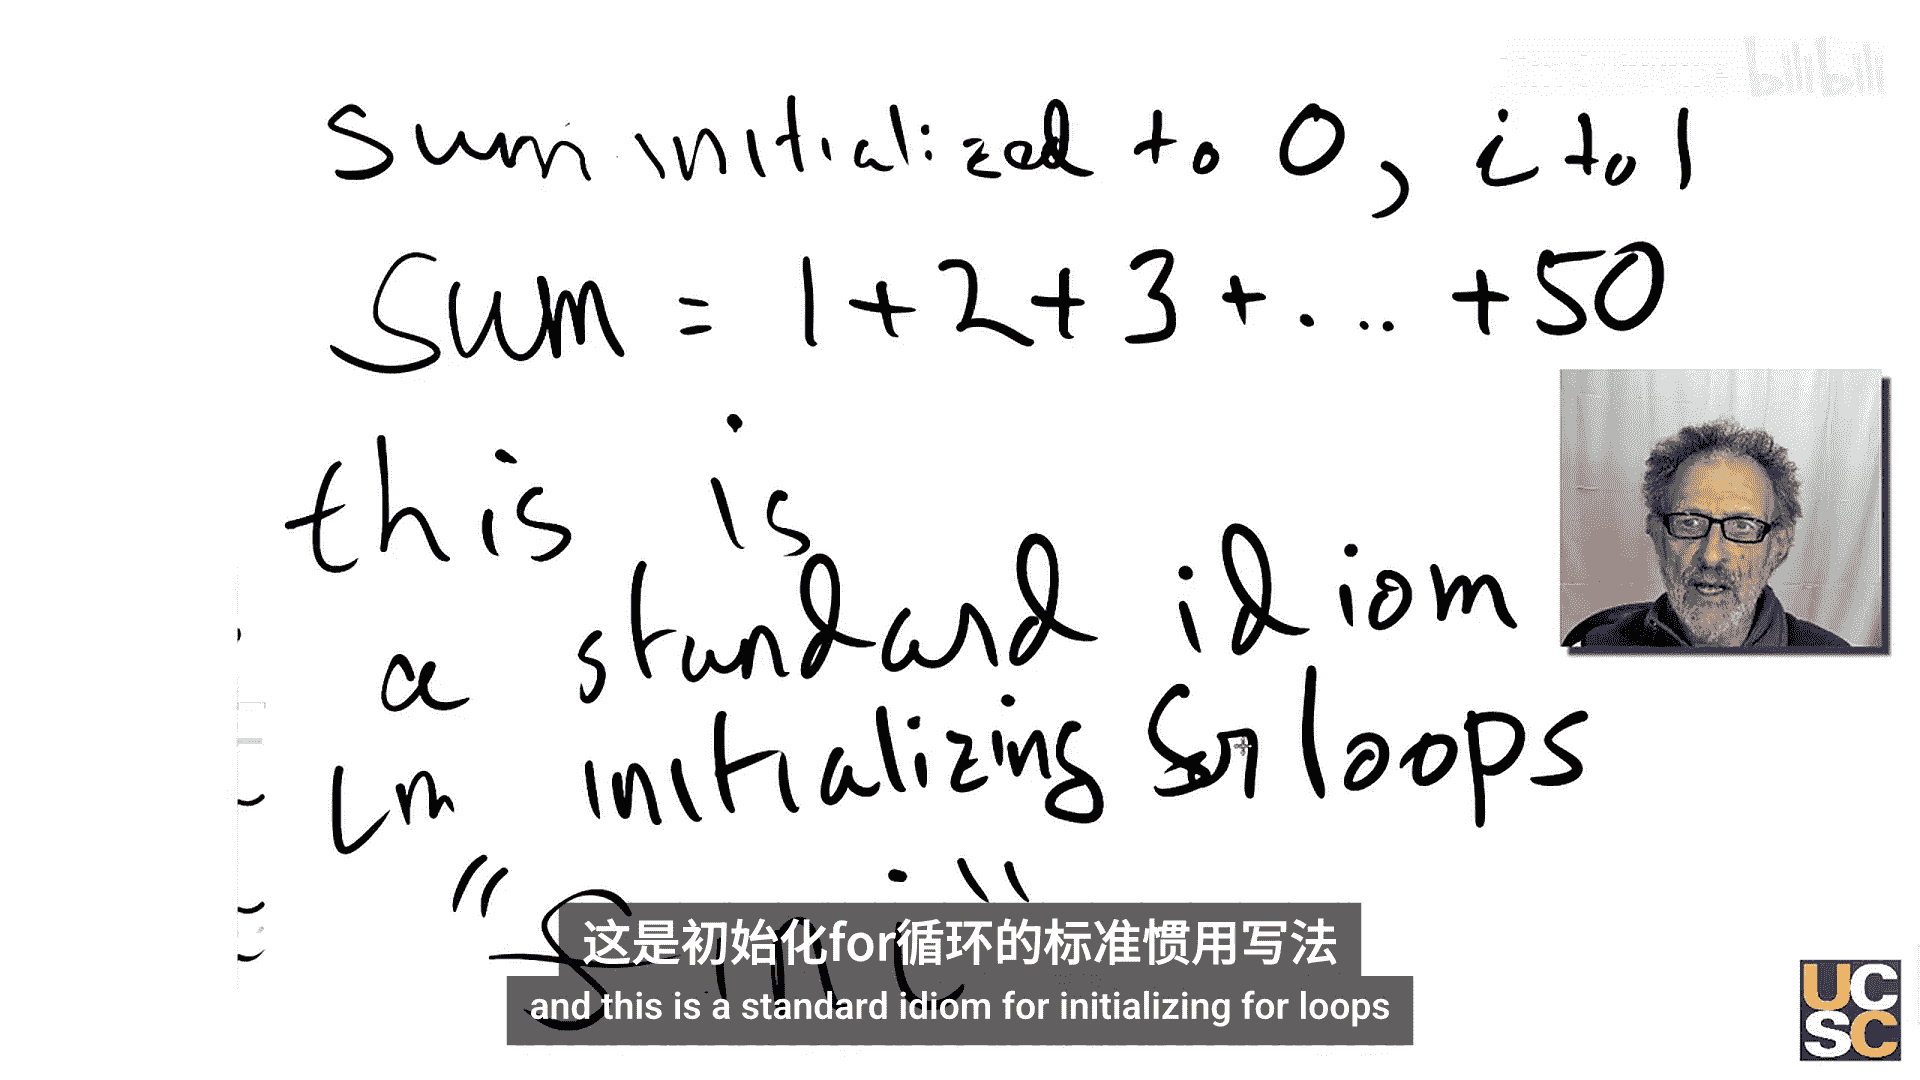 bilibili
sum initialized to 0, i to 1
Sum = 1+2+3+... +50
this is
a standard idiom
in initializing for loops
这是初始化for循环的标准惯用写法
and this is a standard idiom for initializing for loops
UC
SC